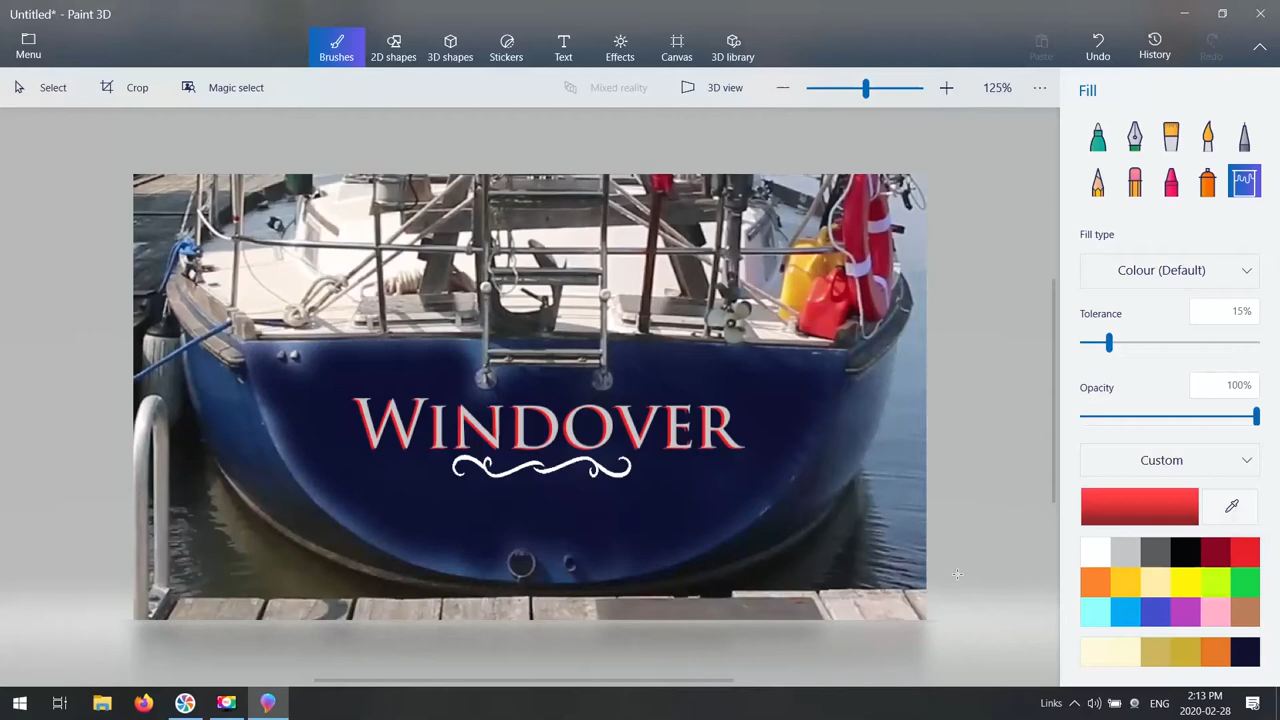 Untitled* - Paint 3D
Menu
Brushes
2D shapes
3D shapes
Stickers
Text
Effects
Canvas
3D library
Paste
Undo
History
Redo
Select
Crop
Magic select
Mixed reality
3D view
125%
Fill
Fill type
Colour (Default)
Tolerance
15%
Opacity
100%
Custom
WINDOVER
Links
ENG
2:13 PM
2020-02-28